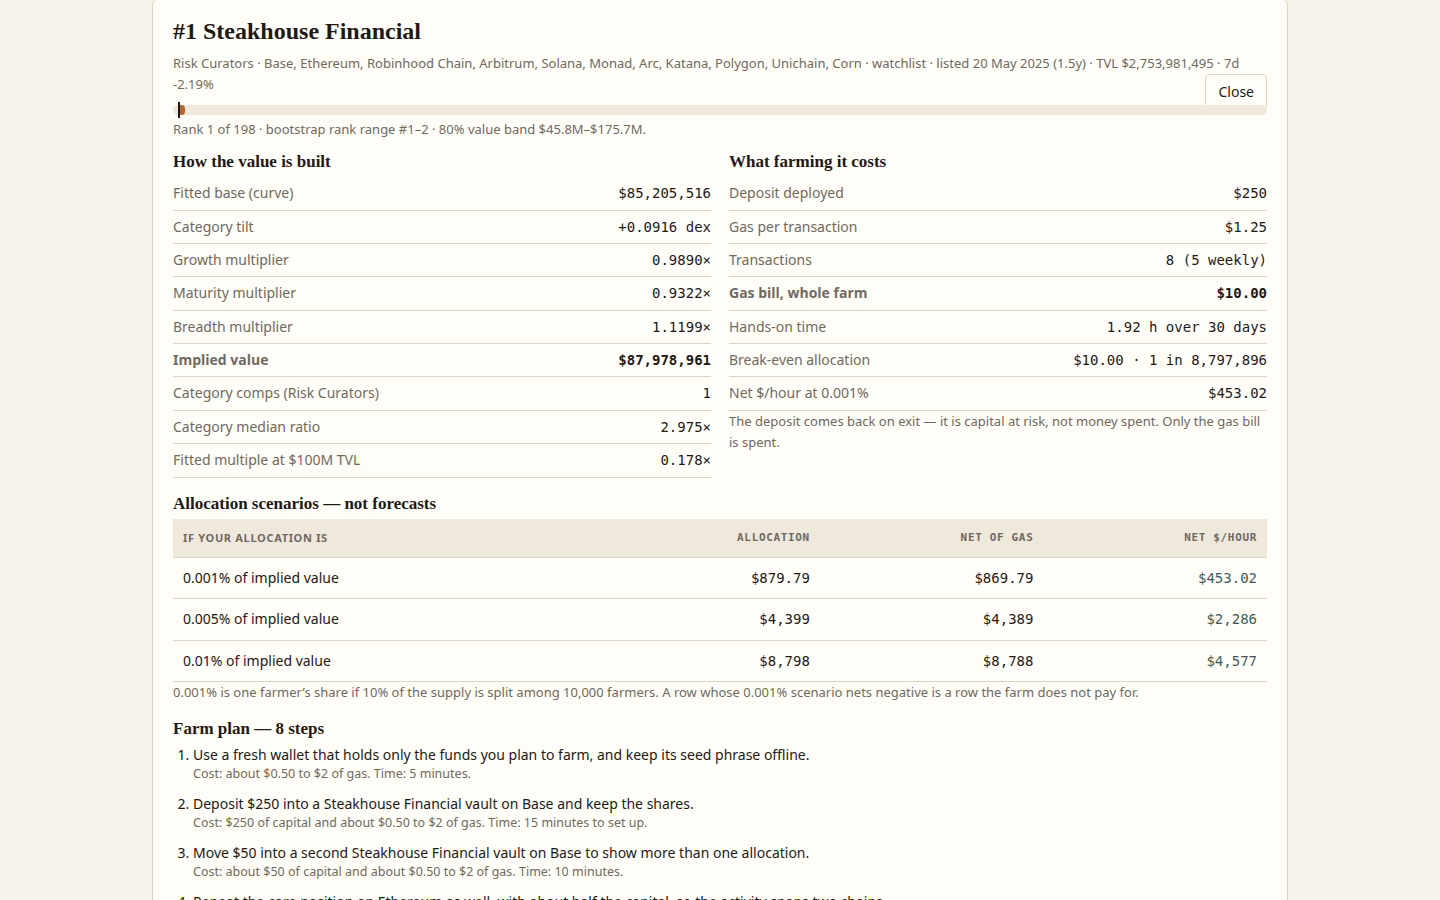 #1 Steakhouse Financial
Risk Curators · Base, Ethereum, Robinhood Chain, Arbitrum, Solana, Monad, Arc, Katana, Polygon, Unichain, Corn · watchlist · listed 20 May 2025 (1.5y) · TVL $2,753,981,495 · 7d
-2.19%
Close
Rank 1 of 198 · bootstrap rank range #1–2 · 80% value band $45.8M–$175.7M.
How the value is built
Fitted base (curve) $85,205,516
Category tilt +0.0916 dex
Growth multiplier 0.9890×
Maturity multiplier 0.9322×
Breadth multiplier 1.1199×
Implied value $87,978,961
Category comps (Risk Curators) 1
Category median ratio 2.975×
Fitted multiple at $100M TVL 0.178×
What farming it costs
Deposit deployed $250
Gas per transaction $1.25
Transactions 8 (5 weekly)
Gas bill, whole farm $10.00
Hands-on time 1.92 h over 30 days
Break-even allocation $10.00 · 1 in 8,797,896
Net $/hour at 0.001% $453.02
The deposit comes back on exit — it is capital at risk, not money spent. Only the gas bill
is spent.
Allocation scenarios — not forecasts
IF YOUR ALLOCATION IS ALLOCATION NET OF GAS NET $/HOUR
0.001% of implied value $879.79 $869.79 $453.02
0.005% of implied value $4,399 $4,389 $2,286
0.01% of implied value $8,798 $8,788 $4,577
0.001% is one farmer’s share if 10% of the supply is split among 10,000 farmers. A row whose 0.001% scenario nets negative is a row the farm does not pay for.
Farm plan — 8 steps
1. Use a fresh wallet that holds only the funds you plan to farm, and keep its seed phrase offline.
Cost: about $0.50 to $2 of gas. Time: 5 minutes.
2. Deposit $250 into a Steakhouse Financial vault on Base and keep the shares.
Cost: $250 of capital and about $0.50 to $2 of gas. Time: 15 minutes to set up.
3. Move $50 into a second Steakhouse Financial vault on Base to show more than one allocation.
Cost: about $50 of capital and about $0.50 to $2 of gas. Time: 10 minutes.